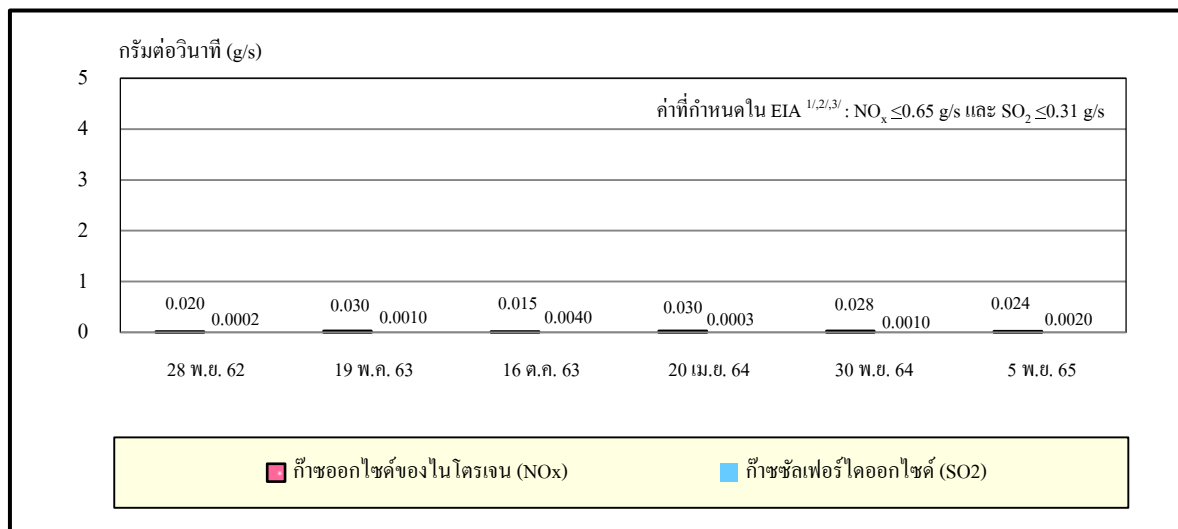 กรัมต่อวินาที (g/s)
5
ค่าที่กำหนดใน EIA 1/,2/,3/ : NOx ≤0.65 g/s และ SO2 ≤0.31 g/s
4
3
2
1
0.020 0.030 0.015 0.030 0.028 0.024
0.0002 0.0010 0.0040 0.0003 0.0010 0.0020
0
28 พ.ย. 62 19 พ.ค. 63 16 ต.ค. 63 20 เม.ย. 64 30 พ.ย. 64 5 พ.ย. 65
ก๊าซออกไซด์ของไนโตรเจน (NOx) ก๊าซซัลเฟอร์ไดออกไซด์ (SO2)